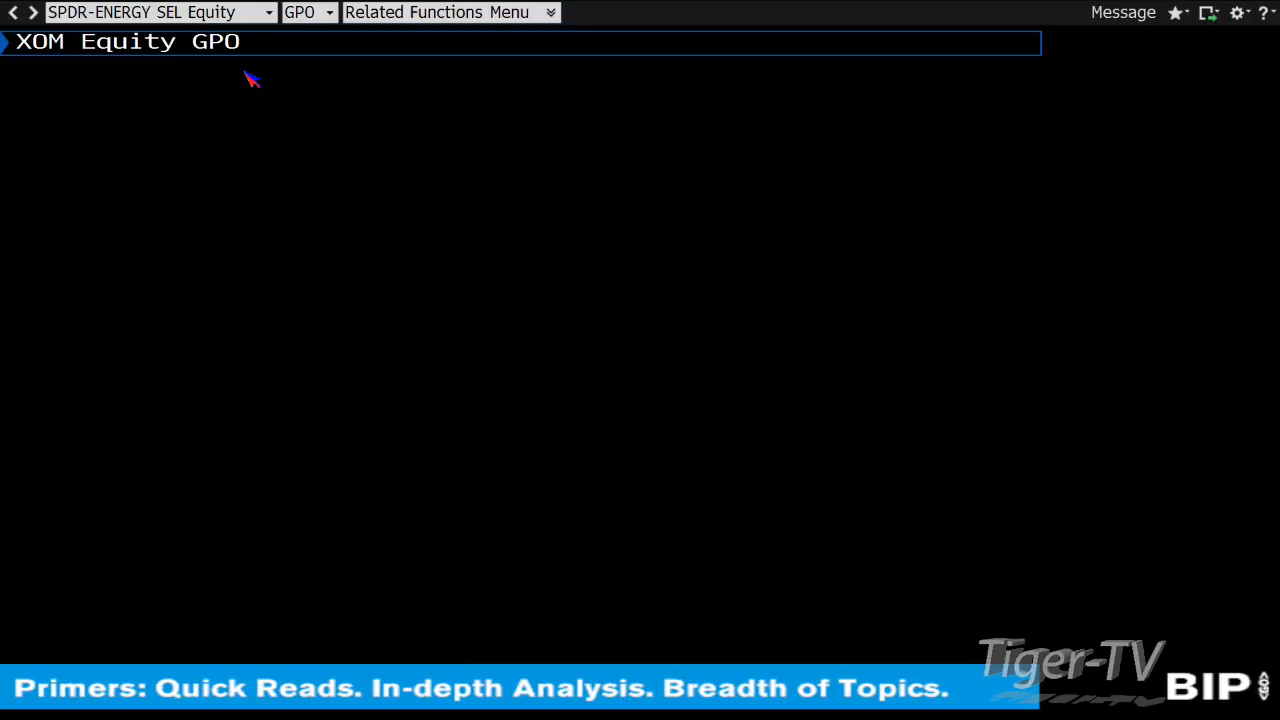 SPDR-ENERGY SEL Equity GPO Related Functions Menu Message ?
XOM Equity GPO
Tiger-TV
Primers: Quick Reads. In-depth Analysis. Breadth of Topics.
BIP